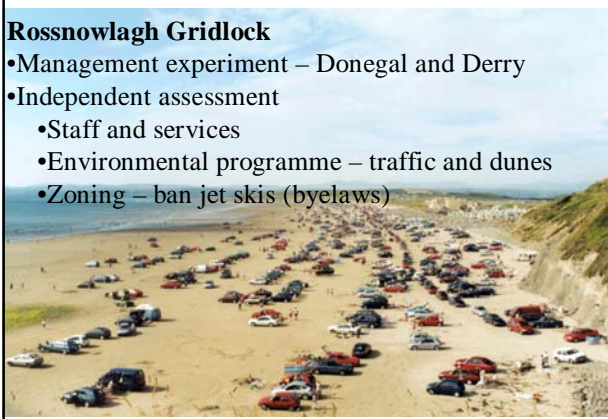 Rossnowlagh Gridlock
•Management experiment – Donegal and Derry
•Independent assessment
•Staff and services
•Environmental programme – traffic and dunes
•Zoning – ban jet skis (byelaws)